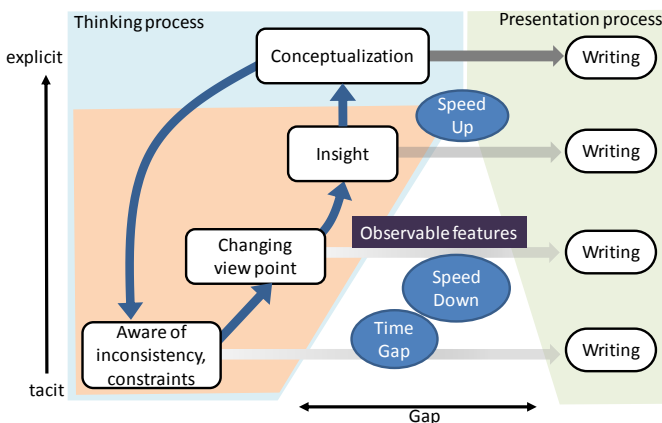 Thinking process
Presentation process
explicit
Conceptualization
Writing
Speed
Up
Insight
Writing
Observable features
Changing
view point
Writing
Speed
Down
Time
Gap
Aware of
inconsistency,
constraints
Writing
tacit
Gap